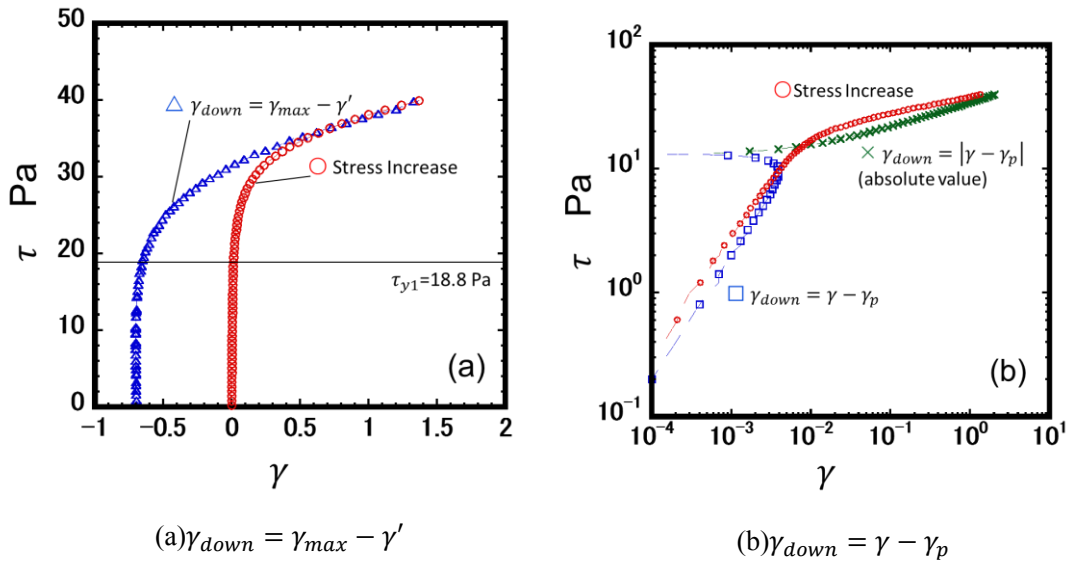 50
40
30
20
10
0
τ Pa
γ_down = γ_max − γ′
Stress Increase
τ_y1=18.8 Pa
(a)
−1 −0.5 0 0.5 1 1.5 2
γ
10^2
10^1
10^0
10^−1
τ Pa
Stress Increase
γ_down = |γ − γ_p|
(absolute value)
γ_down = γ − γ_p
(b)
10^−4 10^−3 10^−2 10^−1 10^0 10^1
γ
(a)γ_down = γ_max − γ′
(b)γ_down = γ − γ_p